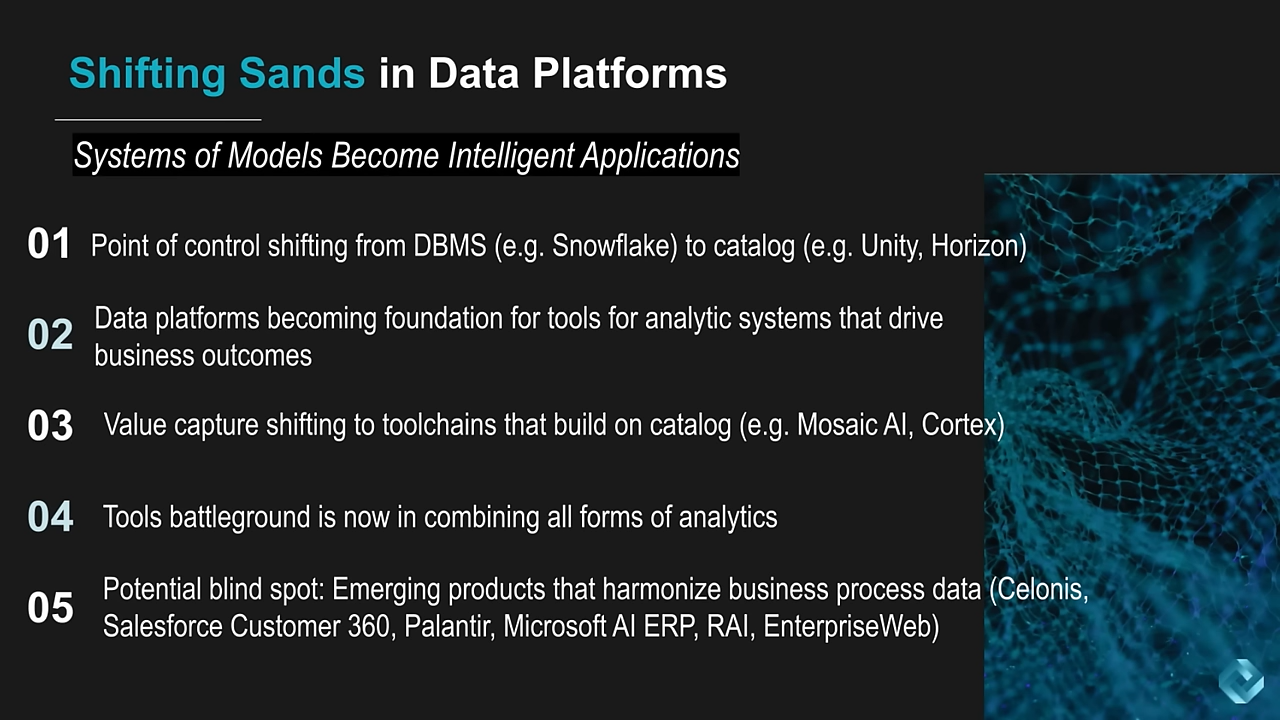 Shifting Sands in Data Platforms
Systems of Models Become Intelligent Applications
01 Point of control shifting from DBMS (e.g. Snowflake) to catalog (e.g. Unity, Horizon)
02 Data platforms becoming foundation for tools for analytic systems that drive
business outcomes
03 Value capture shifting to toolchains that build on catalog (e.g. Mosaic AI, Cortex)
04 Tools battleground is now in combining all forms of analytics
05 Potential blind spot: Emerging products that harmonize business process data (Celonis,
Salesforce Customer 360, Palantir, Microsoft AI ERP, RAI, EnterpriseWeb)